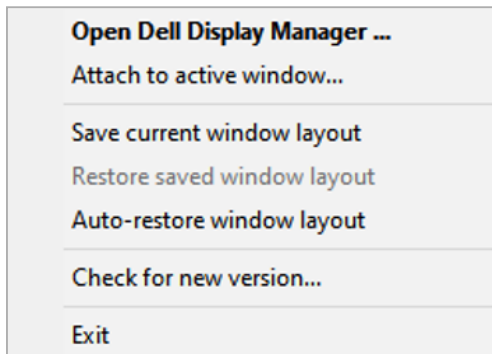 Open Dell Display Manager ...
Attach to active window...
Save current window layout
Restore saved window layout
Auto-restore window layout
Check for new version...
Exit